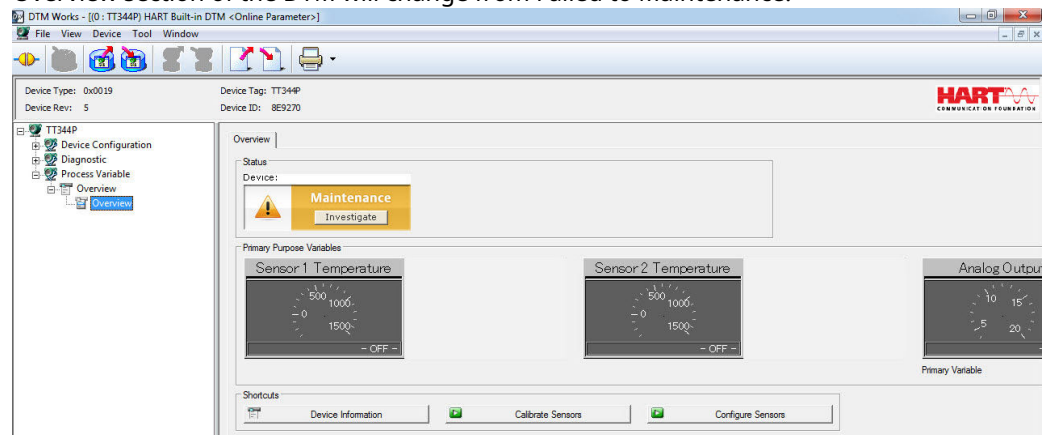 Overview section of the DTM will change from Failed to Maintenance.
DTM Works - [(0 : TT344P) HART Built-in DTM <Online Parameter>]
File View Device Tool Window
Device Type: 0x0019 Device Tag: TT344P
Device Rev: 5 Device ID: 8E9270
HART
COMMUNICATION FOUNDATION
TT344P
Device Configuration
Diagnostic
Process Variable
Overview
Overview
Overview
Status
Device:
Maintenance
Investigate
Primary Purpose Variables
Sensor 1 Temperature
0 500 1000 1500
- OFF -
Sensor 2 Temperature
0 500 1000 1500
- OFF -
Analog Outpu
5 10 15 20
Primary Variable
Shortcuts
Device Information Calibrate Sensors Configure Sensors